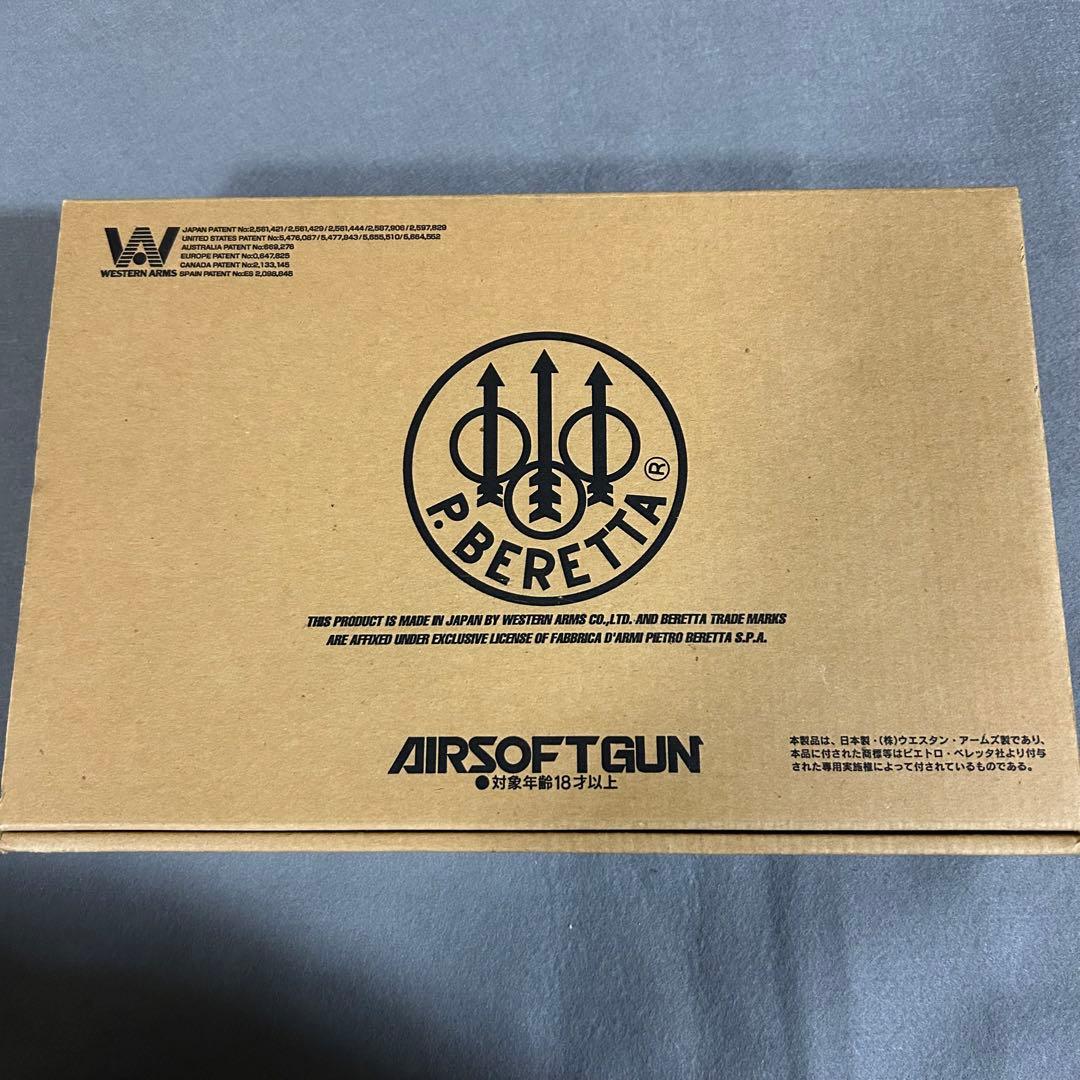 WESTERN ARMS
JAPAN PATENT No:2,561,421/2,561,429/2,561,444/2,587,906/2,597,829
UNITED STATES PATENT No:5,476,087/5,477,843/5,655,510/5,664,552
AUSTRALIA PATENT No:669,276
EUROPE PATENT No:0,647,825
CANADA PATENT No:2,133,145
SPAIN PATENT No:ES 2,098,848
P. BERETTA ®
THIS PRODUCT IS MADE IN JAPAN BY WESTERN ARMS CO.,LTD. AND BERETTA TRADE MARKS
ARE AFFIXED UNDER EXCLUSIVE LICENSE OF FABBRICA D'ARMI PIETRO BERETTA S.P.A.
AIRSOFTGUN
●対象年齢18才以上
本製品は、日本製・(株)ウエスタン・アームズ製であり、
本品に付された商標等はピエトロ・ベレッタ社より付与
された専用実施権によって付されているものである。